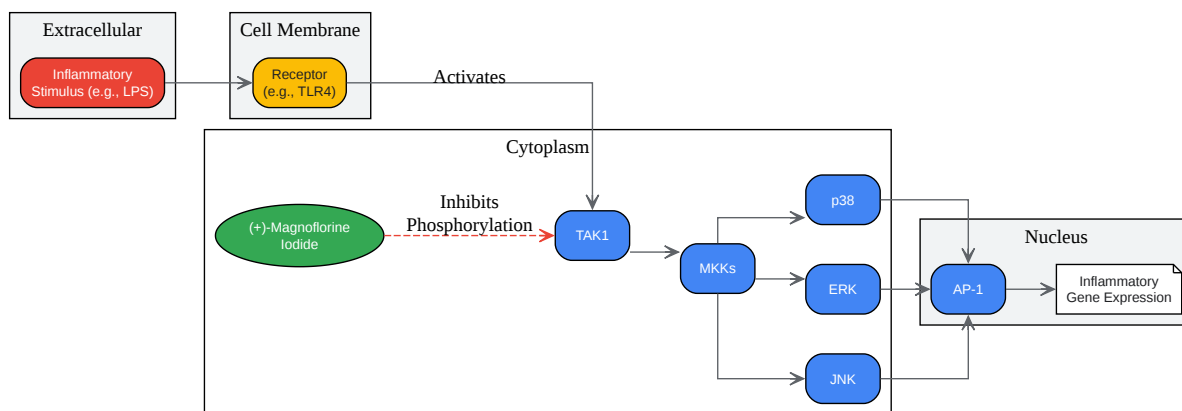 Extracellular
Inflammatory
Stimulus (e.g., LPS)
Cell Membrane
Receptor
(e.g., TLR4)
Activates
Cytoplasm
(+)-Magnoflorine
Iodide
Inhibits
Phosphorylation
TAK1
MKKs
p38
ERK
JNK
Nucleus
AP-1
Inflammatory
Gene Expression